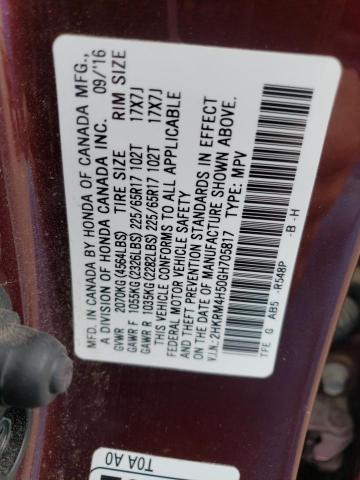 MFD. IN CANADA BY HONDA OF CANADA MFG.,
A DIVISION OF HONDA CANADA INC. 09/'16
GVWR 2070KG (4564LBS) TIRE SIZE RIM SIZE
GAWR F 1055KG (2326LBS) 225/65R17 102T 17X7J
GAWR R 1035KG (2282LBS) 225/65R17 102T 17X7J
THIS VEHICLE CONFORMS TO ALL APPLICABLE
FEDERAL MOTOR VEHICLE SAFETY
AND THEFT PREVENTION STANDARDS IN EFFECT
ON THE DATE OF MANUFACTURE SHOWN ABOVE.
V.I.N.: 2HKRM4H50GH705817 TYPE: MPV
TFE G AB5 R548P -B-H
T0A A0